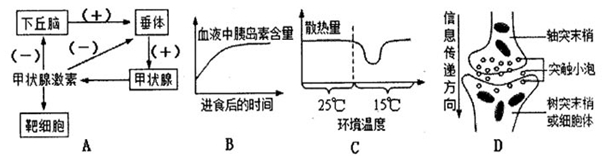 下丘脑 (+) 垂体
(−) (−) (+)
甲状腺激素 甲状腺
靶细胞
A
血液中胰岛素含量
进食后的时间
B
散热量
25℃ 15℃
环境温度
C
信息传递方向
轴突末梢
突触小泡
树突末梢
或细胞体
D